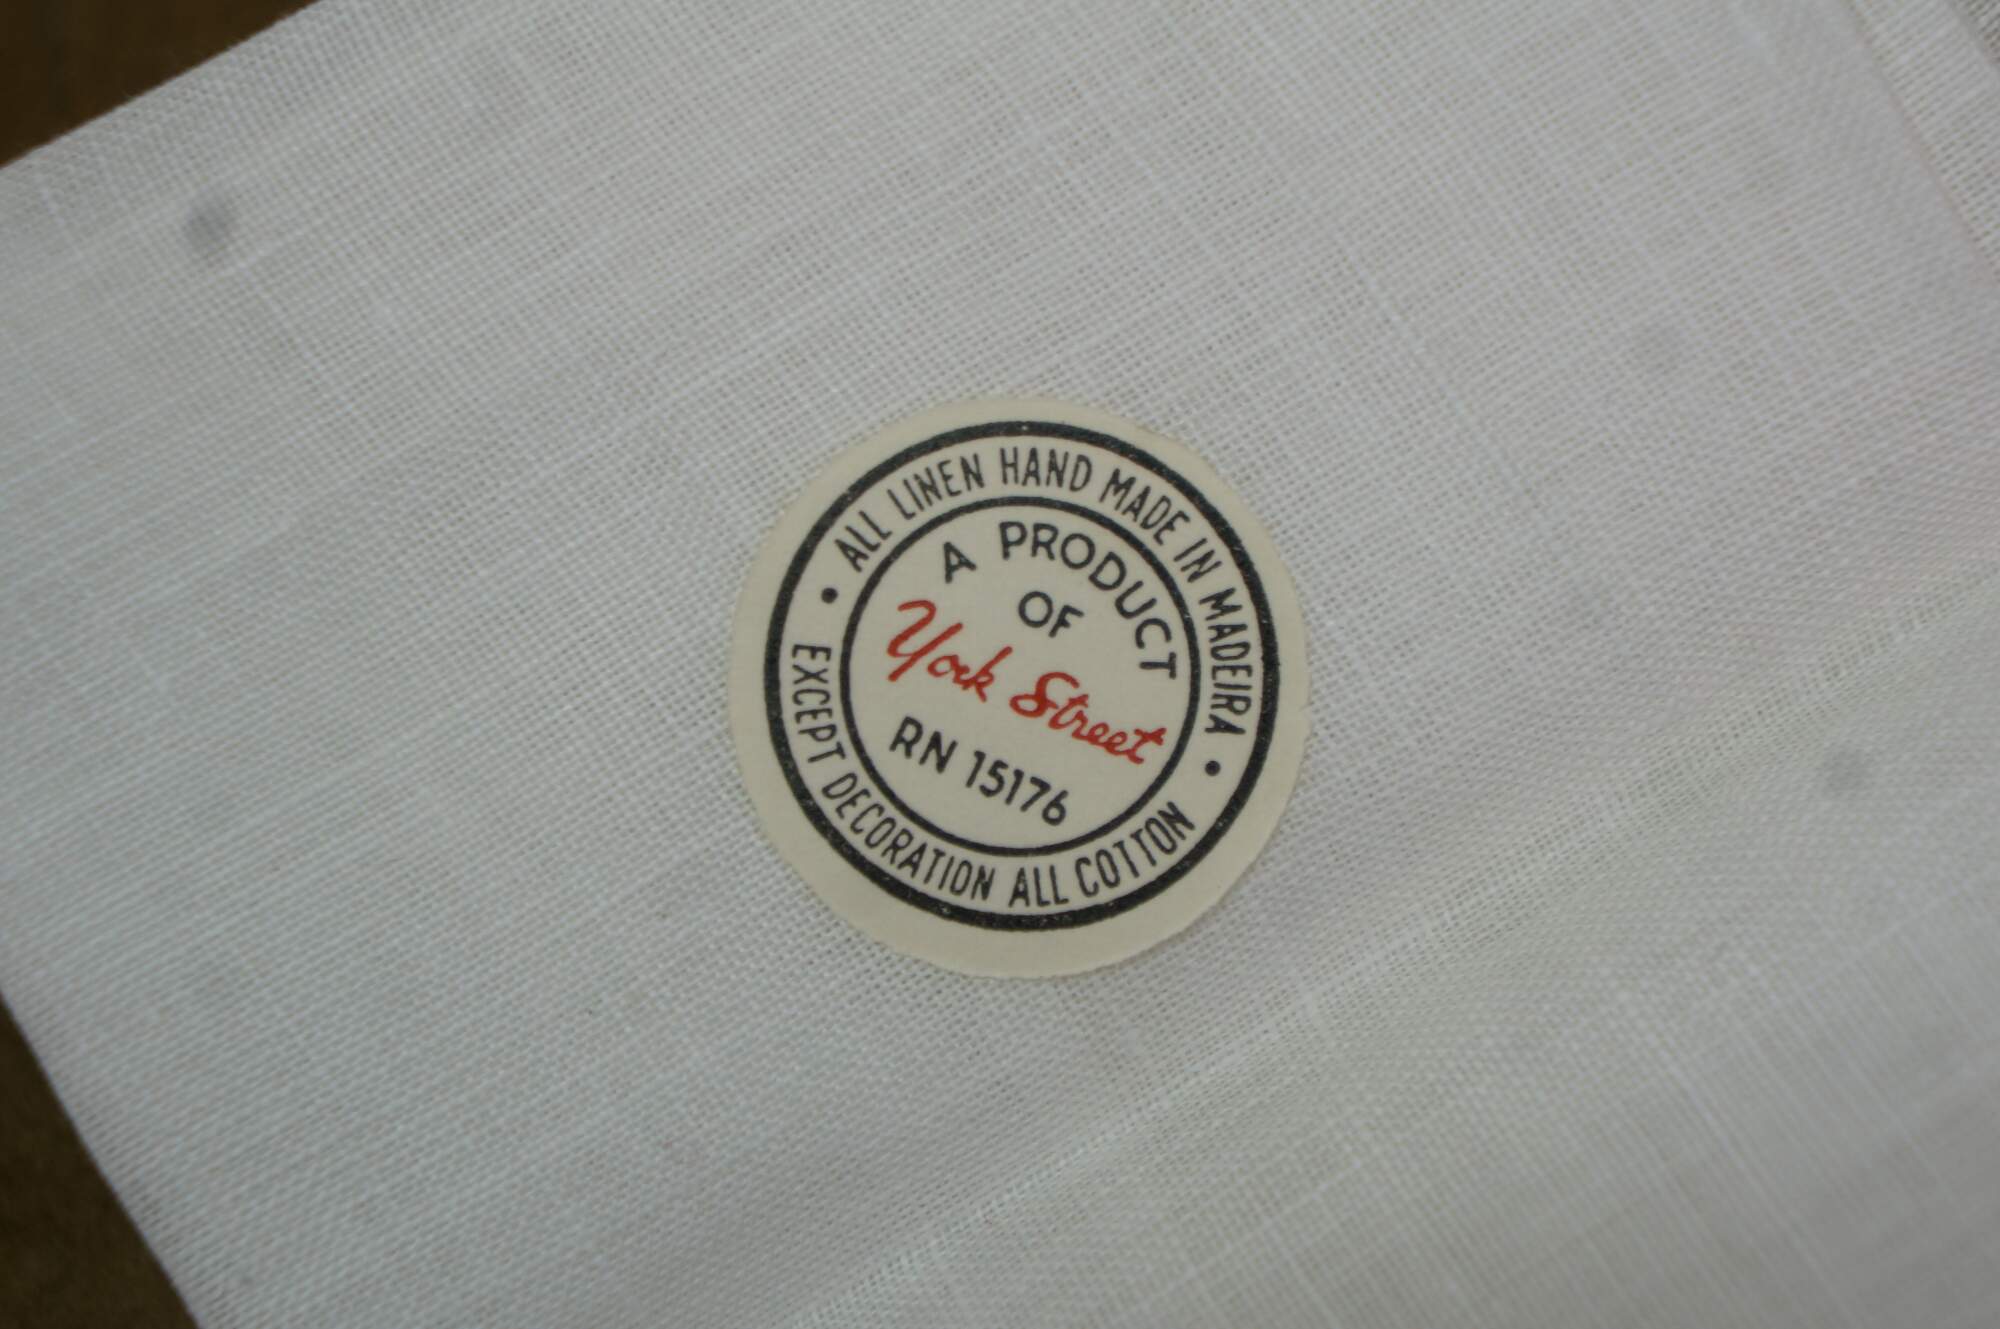 ALL LINEN HAND MADE IN MADEIRA
A PRODUCT
OF
York Street
RN 15176
EXCEPT DECORATION ALL COTTON